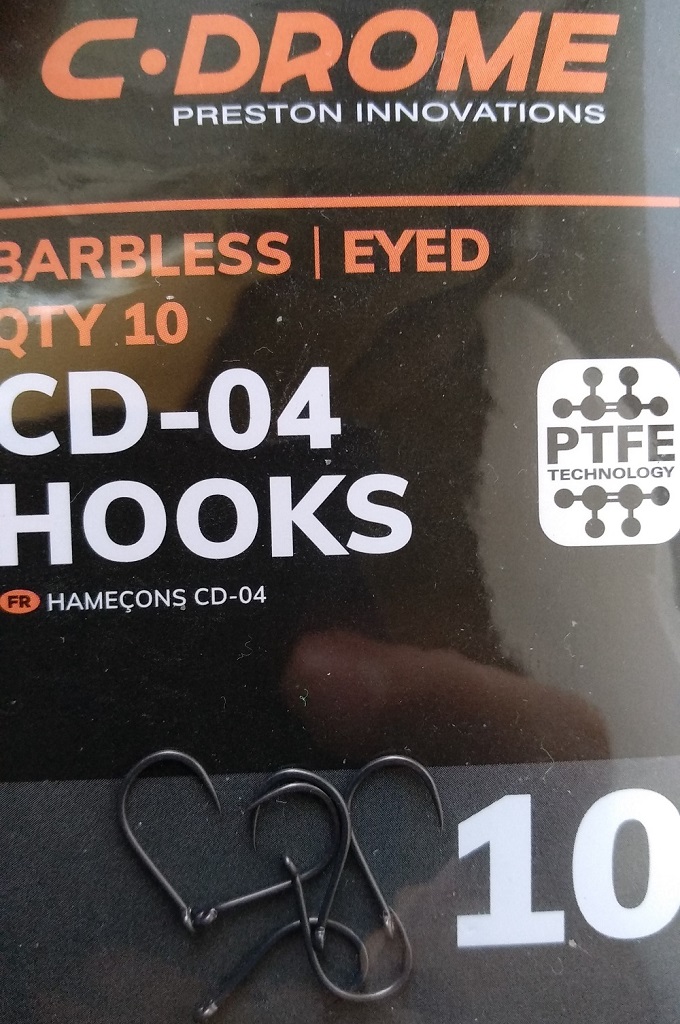 C·DROME
PRESTON INNOVATIONS
BARBLESS | EYED
QTY 10
CD-04
HOOKS
PTFE
TECHNOLOGY
FR HAMEÇONS CD-04
10